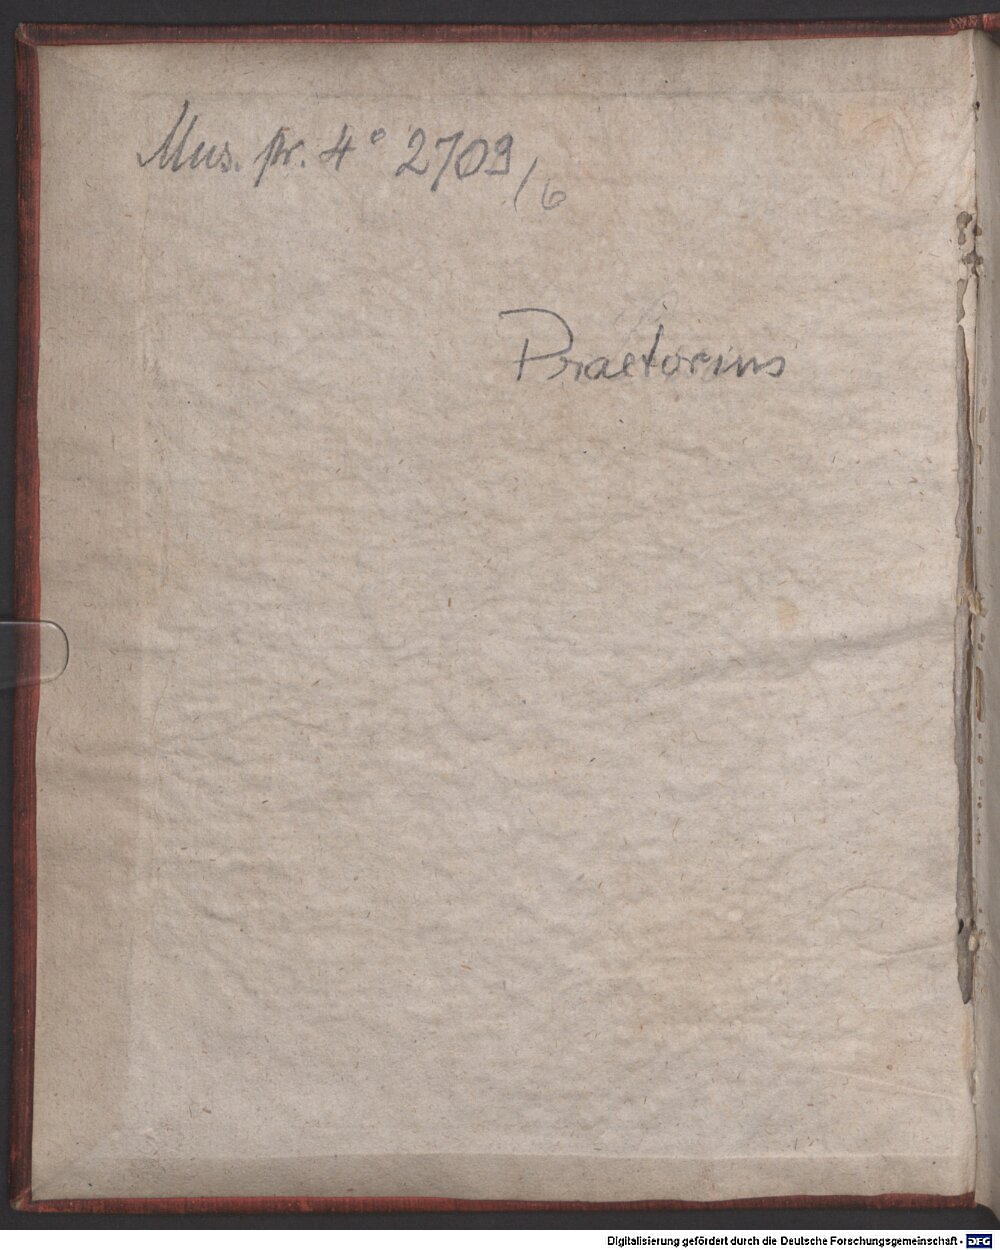 Mus. pr. 4° 2709/6
Praetorius
Digitalisierung gefördert durch die Deutsche Forschungsgemeinschaft - DFG